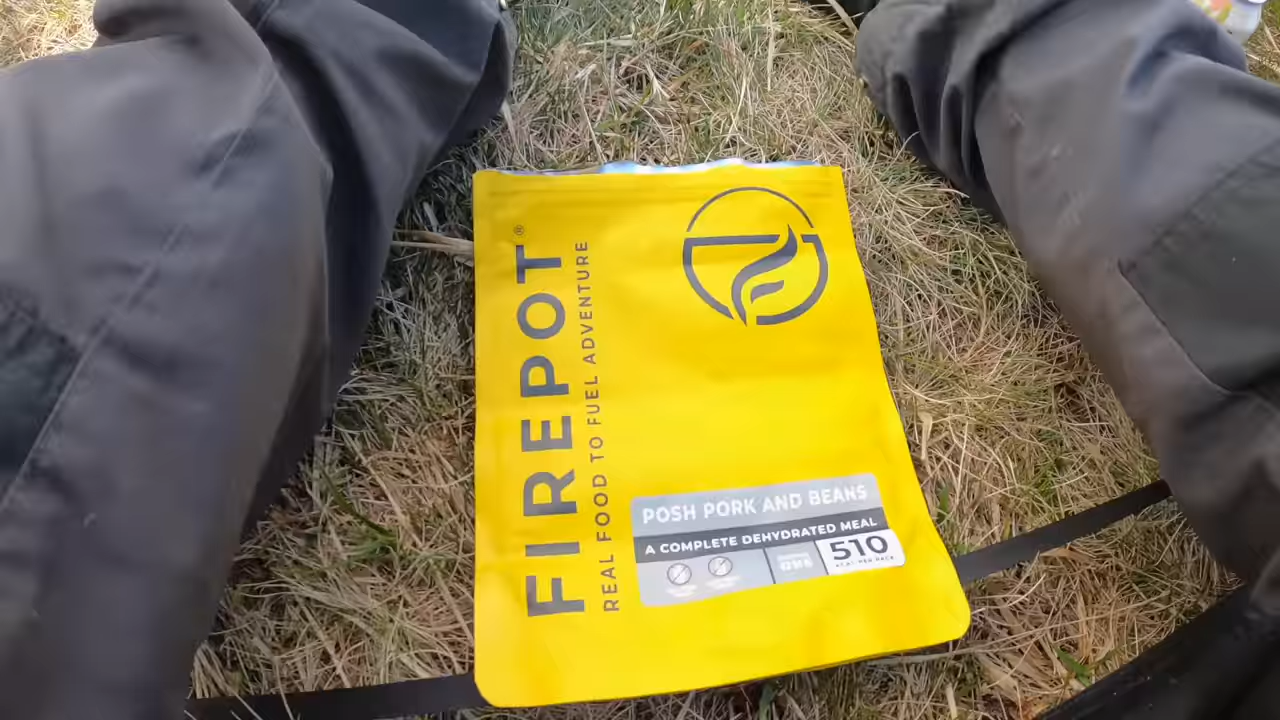 FIREPOT®
REAL FOOD TO FUEL ADVENTURE
POSH PORK AND BEANS
A COMPLETE DEHYDRATED MEAL
510